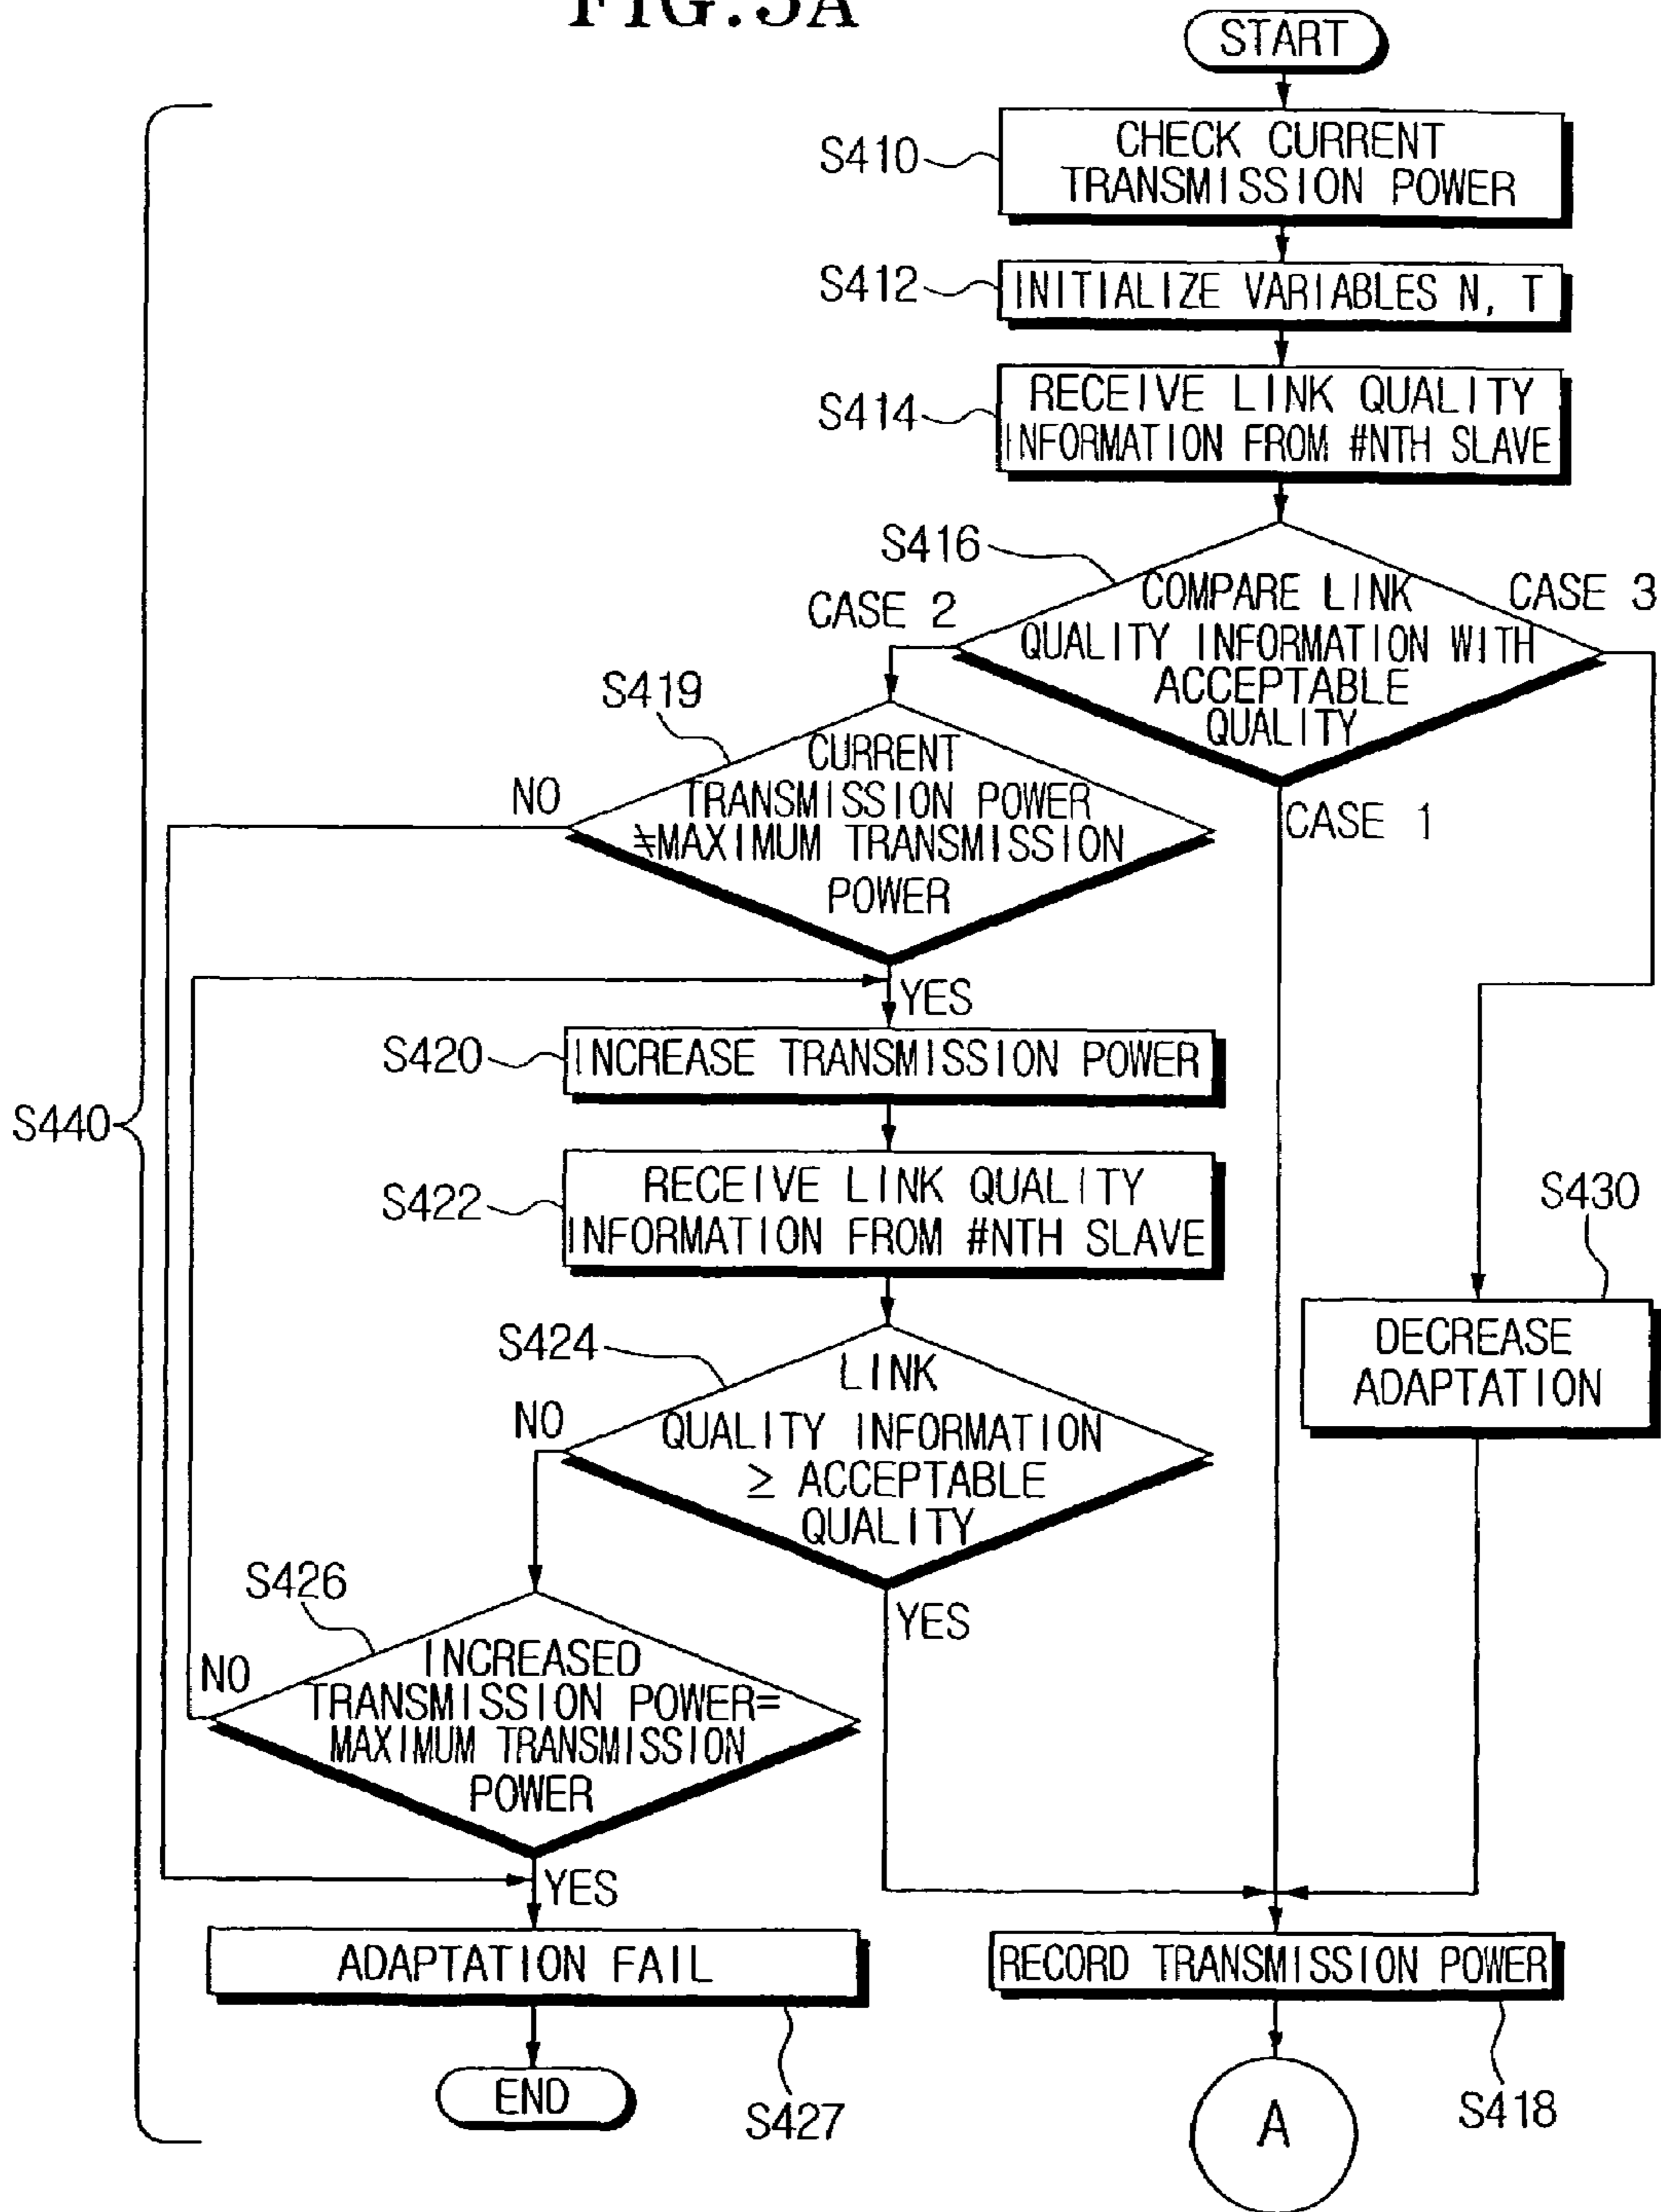 FIG.5A
START
S410
CHECK CURRENT
TRANSMISSION POWER
S412
INITIALIZE VARIABLES N, T
S414
RECEIVE LINK QUALITY
INFORMATION FROM #NTH SLAVE
S416
COMPARE LINK
QUALITY INFORMATION WITH
ACCEPTABLE
QUALITY
CASE 2
CASE 3
CASE 1
S419
CURRENT
TRANSMISSION POWER
≠MAXIMUM TRANSMISSION
POWER
NO
YES
S420
INCREASE TRANSMISSION POWER
S440
S422
RECEIVE LINK QUALITY
INFORMATION FROM #NTH SLAVE
S430
DECREASE
ADAPTATION
S424
LINK
QUALITY INFORMATION
≥ ACCEPTABLE
QUALITY
NO
YES
S426
INCREASED
TRANSMISSION POWER=
MAXIMUM TRANSMISSION
POWER
NO
YES
ADAPTATION FAIL
RECORD TRANSMISSION POWER
END
S427
A
S418